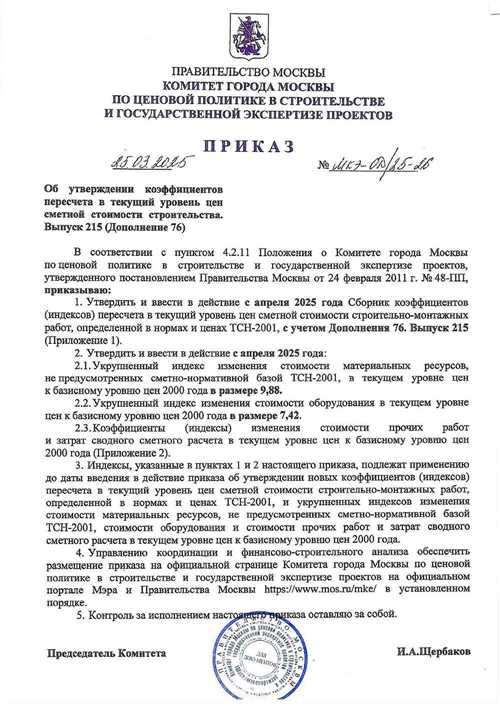 ПРАВИТЕЛЬСТВО МОСКВЫ
КОМИТЕТ ГОРОДА МОСКВЫ
ПО ЦЕНОВОЙ ПОЛИТИКЕ В СТРОИТЕЛЬСТВЕ
И ГОСУДАРСТВЕННОЙ ЭКСПЕРТИЗЕ ПРОЕКТОВ
ПРИКАЗ
25.03.2025 № МКЭ-ОД/25-26
Об утверждении коэффициентов
пересчета в текущий уровень цен
сметной стоимости строительства.
Выпуск 215 (Дополнение 76)
В соответствии с пунктом 4.2.11 Положения о Комитете города Москвы
по ценовой политике в строительстве и государственной экспертизе проектов,
утвержденного постановлением Правительства Москвы от 24 февраля 2011 г. № 48-ПП,
приказываю:
1. Утвердить и ввести в действие с апреля 2025 года Сборник коэффициентов
(индексов) пересчета в текущий уровень цен сметной стоимости строительно-монтажных
работ, определенной в нормах и ценах ТСН-2001, с учетом Дополнения 76. Выпуск 215
(Приложение 1).
2. Утвердить и ввести в действие с апреля 2025 года:
2.1. Укрупненный индекс изменения стоимости материальных ресурсов,
не предусмотренных сметно-нормативной базой ТСН-2001, в текущем уровне цен
к базисному уровню цен 2000 года в размере 9,88.
2.2. Укрупненный индекс изменения стоимости оборудования в текущем уровне
цен к базисному уровню цен 2000 года в размере 7,42.
2.3. Коэффициенты (индексы) изменения стоимости прочих работ
и затрат сводного сметного расчета в текущем уровне цен к базисному уровню цен
2000 года (Приложение 2).
3. Индексы, указанные в пунктах 1 и 2 настоящего приказа, подлежат применению
до даты введения в действие приказа об утверждении новых коэффициентов (индексов)
пересчета в текущий уровень цен сметной стоимости строительно-монтажных работ,
определенной в нормах и ценах ТСН-2001, и укрупненных индексов изменения
стоимости материальных ресурсов, не предусмотренных сметно-нормативной базой
ТСН-2001, стоимости оборудования и стоимости прочих работ и затрат сводного
сметного расчета в текущем уровне цен к базисному уровню цен 2000 года.
4. Управлению координации и финансово-строительного анализа обеспечить
размещение приказа на официальной странице Комитета города Москвы по ценовой
политике в строительстве и государственной экспертизе проектов на официальном
портале Мэра и Правительства Москвы https://www.mos.ru/mke/ в установленном
порядке.
5. Контроль за исполнением настоящего приказа оставляю за собой.
Председатель Комитета И.А.Щербаков
ПРАВИТЕЛЬСТВО МОСКВЫ
ДЛЯ
ДОКУМЕНТОВ